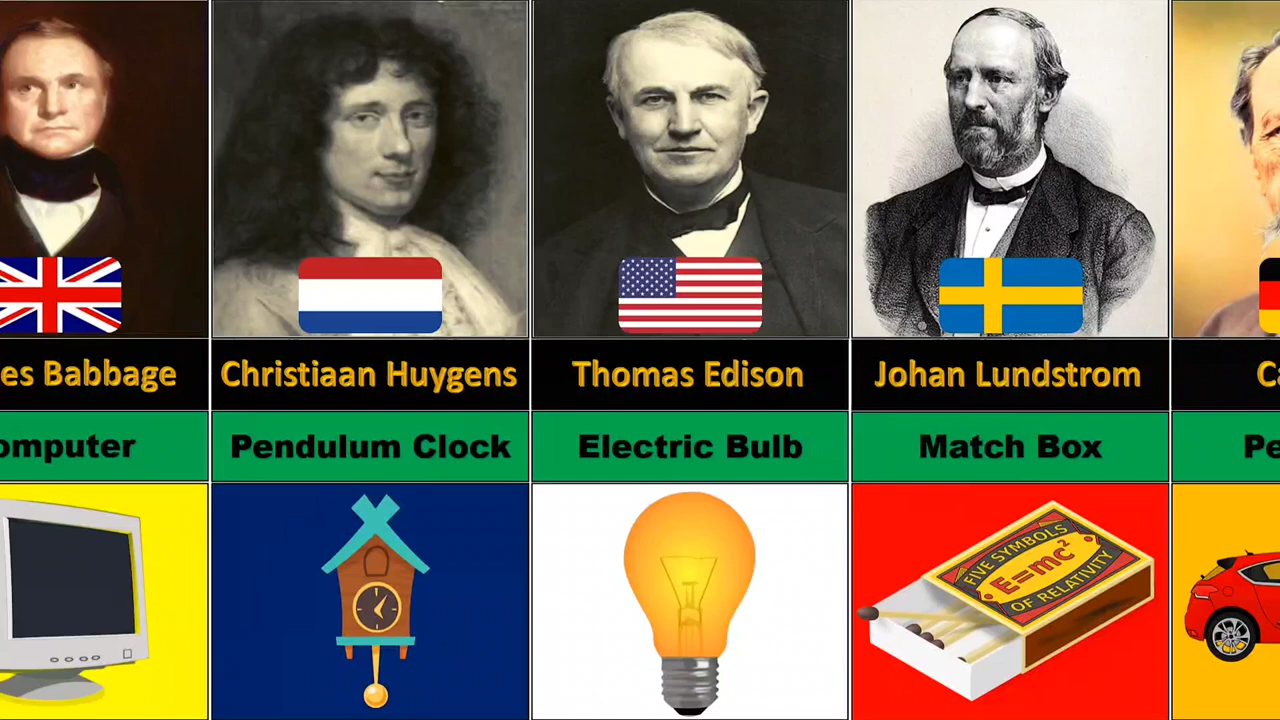 es Babbage
Christiaan Huygens
Thomas Edison
Johan Lundstrom
Ca
omputer
Pendulum Clock
Electric Bulb
Match Box
Pe
FIVE SYMBOLS
E=mc²
OF RELATIVITY